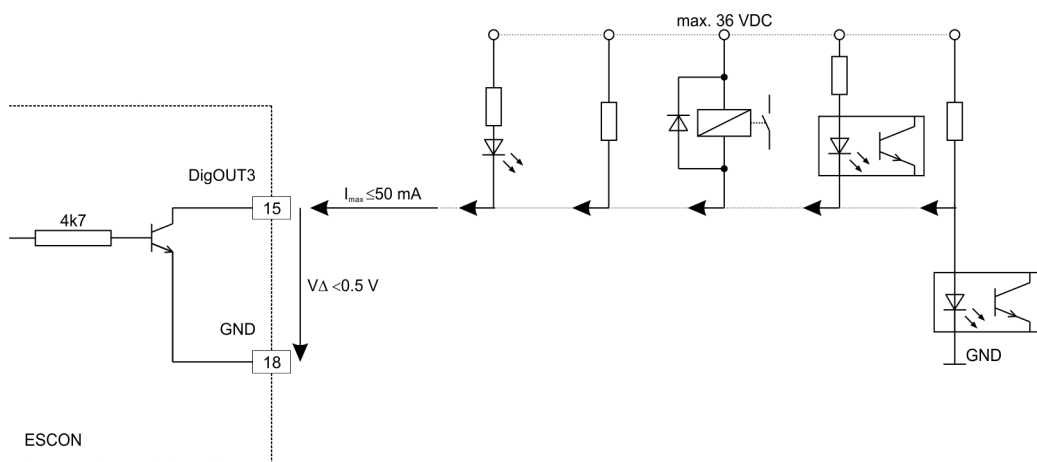 max. 36 VDC
DigOUT3
15
Imax ≤50 mA
4k7
VΔ <0.5 V
GND
18
GND
ESCON